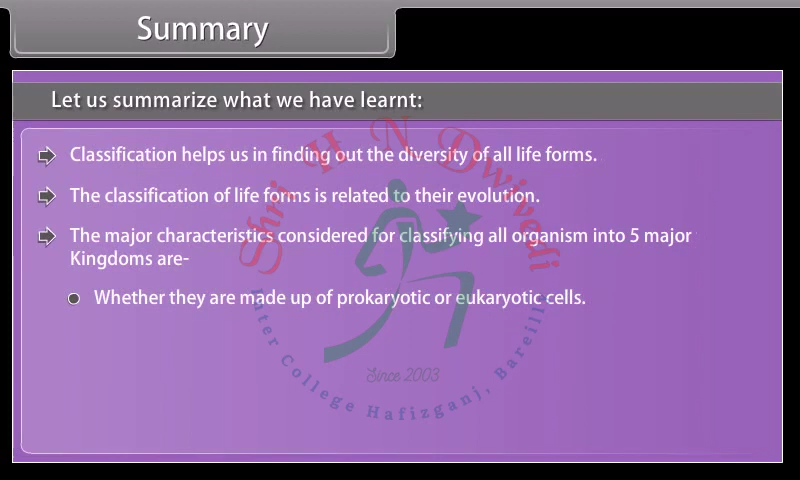 Summary
Let us summarize what we have learnt:
Classification helps us in finding out the diversity of all life forms.
The classification of life forms is related to their evolution.
The major characteristics considered for classifying all organism into 5 major
Kingdoms are-
Whether they are made up of prokaryotic or eukaryotic cells.
Shri H N Dwivedi
Inter College Hafizganj, Bareilly
Since 2003